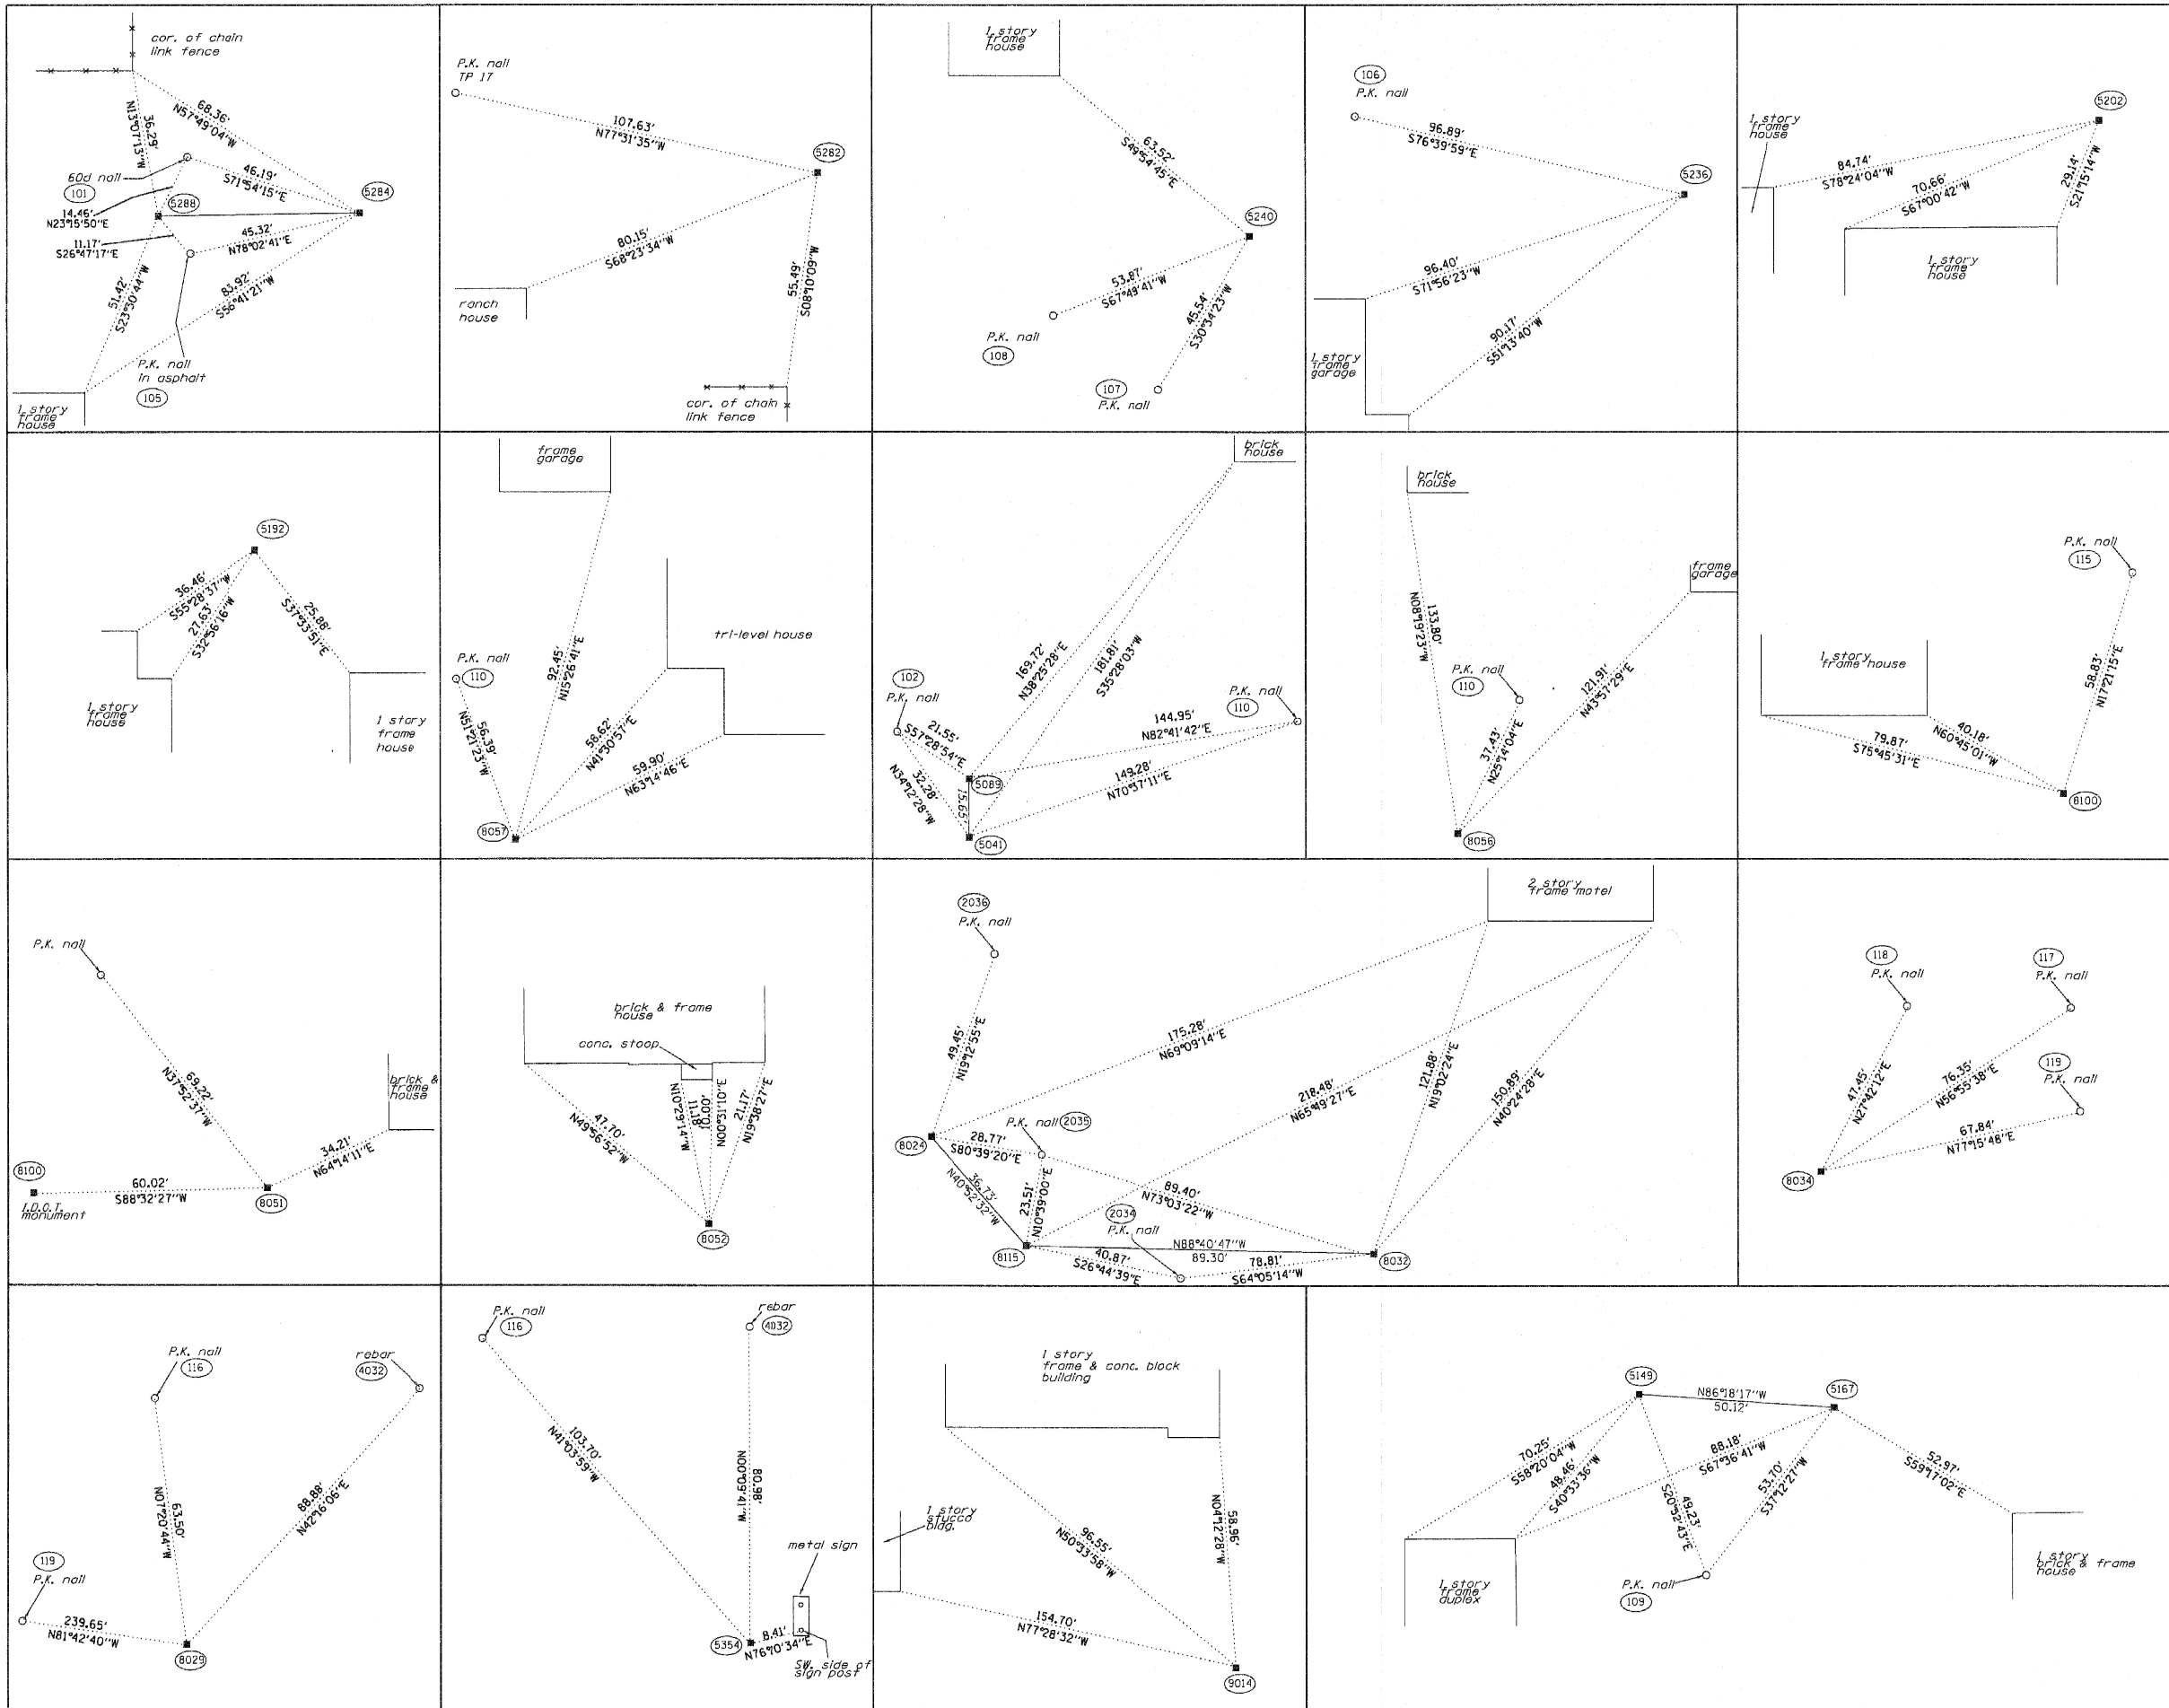 cor. of chain
link fence
68.36'
N57°49'04"W
36.29'
N13°07'13"W
46.19'
S71°54'15"E
60d nail
101
5284
5288
14.46'
N23°15'50"E
11.17'
S26°47'17"E
45.32'
N78°02'41"E
83.92'
S56°41'21"W
51.42'
S23°30'44"W
P.K. nail
in asphalt
105
1 story
frame
house
P.K. nail
TP 17
107.63'
N77°31'35"W
5282
80.15'
S68°23'34"W
55.49'
S08°10'09"W
ranch
house
cor. of chain
link fence
1 story
frame
house
63.52'
S49°54'45"E
5240
53.87'
S67°49'41"W
45.54'
S30°34'23"W
P.K. nail
108
107
P.K. nail
106
P.K. nail
96.89'
S76°39'59"E
5236
96.40'
S71°56'23"W
90.17'
S51°13'40"W
1 story
frame
garage
5202
1 story
frame
house
84.74'
S78°24'04"W
70.66'
S67°00'42"W
29.14'
S21°15'14"W
1 story
frame
house
5192
36.46'
S55°28'37"W
27.63'
S32°56'16"W
25.88'
S37°33'51"E
1 story
frame
house
1 story
frame
house
frame
garage
tri-level house
P.K. nail
110
92.45'
N15°26'41"E
56.39'
N51°21'23"W
58.62'
N41°30'57"E
59.90'
N63°14'46"E
8057
brick
house
169.72'
N38°25'28"E
181.81'
S35°28'03"W
102
P.K. nail
P.K. nail
110
21.55'
S57°28'54"E
144.95'
N82°41'42"E
32.28'
N34°12'28"W
5089
15.65'
149.28'
N70°37'11"E
5041
brick
house
frame
garage
133.80'
N08°19'23"W
P.K. nail
110
121.91'
N43°57'29"E
37.43'
N25°14'04"E
8056
P.K. nail
115
1 story
frame house
58.83'
N17°21'15"E
40.18'
N60°45'01"W
79.87'
S75°45'31"E
8100
P.K. nail
69.22'
N37°52'37"W
brick &
frame
house
34.21'
N64°14'11"E
8100
60.02'
S88°32'27"W
8051
I.D.O.T.
monument
brick & frame
house
conc. stoop
47.70'
N49°56'52"W
11.18'
N10°29'14"W
10.00'
N00°31'01"E
21.17'
N19°38'27"E
8052
2 story
frame motel
2036
P.K. nail
49.45'
N19°12'55"E
175.28'
N69°09'14"E
218.48'
N65°49'27"E
121.88'
N19°02'24"E
150.89'
N40°24'28"E
P.K. nail
2035
8024
28.77'
S80°39'20"E
36.73'
N40°52'32"W
23.51'
N10°39'00"E
89.40'
N73°03'22"W
2034
P.K. nail
8115
N88°40'47"W
89.30'
8032
40.87'
S26°44'39"E
78.81'
S64°05'14"W
118
P.K. nail
117
P.K. nail
119
P.K. nail
47.45'
N27°42'12"E
76.35'
N56°55'38"E
67.84'
N77°15'48"E
8034
P.K. nail
116
rebar
4032
63.50'
N07°20'44"W
88.88'
N42°16'06"E
119
P.K. nail
239.65'
N81°42'40"W
8029
P.K. nail
116
rebar
4032
103.70'
N41°03'59"W
80.98'
N00°09'41"W
metal sign
5354
8.41'
N76°10'34"E
SW. side of
sign post
1 story
frame & conc. block
building
1 story
stucco
bldg.
96.55'
N50°33'58"W
58.96'
N04°12'28"W
154.70'
N77°28'32"W
9014
5149
N86°18'17"W
50.12'
5167
70.25'
S58°20'04"W
48.46'
S40°33'36"W
88.18'
S67°36'41"W
49.23'
S20°52'43"E
53.70'
S37°12'27"W
52.97'
S59°17'02"E
1 story
frame
duplex
P.K. nail
109
1 story
brick & frame
house